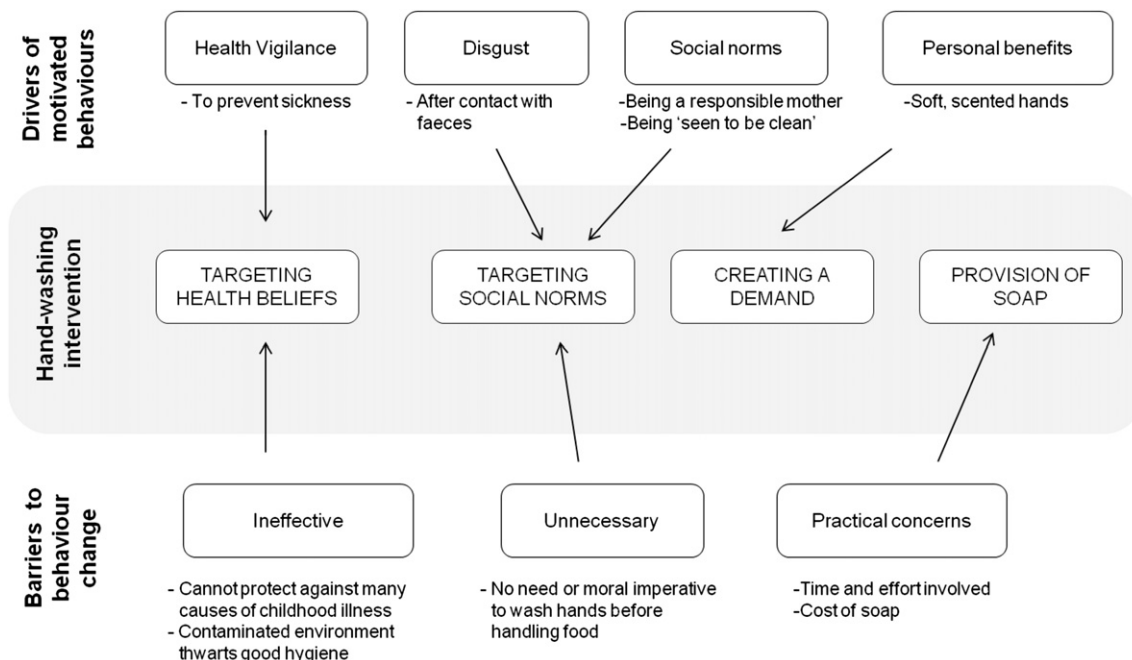 Drivers of
motivated
behaviours
Health Vigilance
- To prevent sickness
Disgust
- After contact with
faeces
Social norms
-Being a responsible mother
-Being ‘seen to be clean’
Personal benefits
-Soft, scented hands
Hand-washing
intervention
TARGETING
HEALTH BELIEFS
TARGETING
SOCIAL NORMS
CREATING A
DEMAND
PROVISION OF
SOAP
Barriers to
behaviour
change
Ineffective
- Cannot protect against many
causes of childhood illness
- Contaminated environment
thwarts good hygiene
Unnecessary
- No need or moral imperative
to wash hands before
handling food
Practical concerns
-Time and effort involved
-Cost of soap